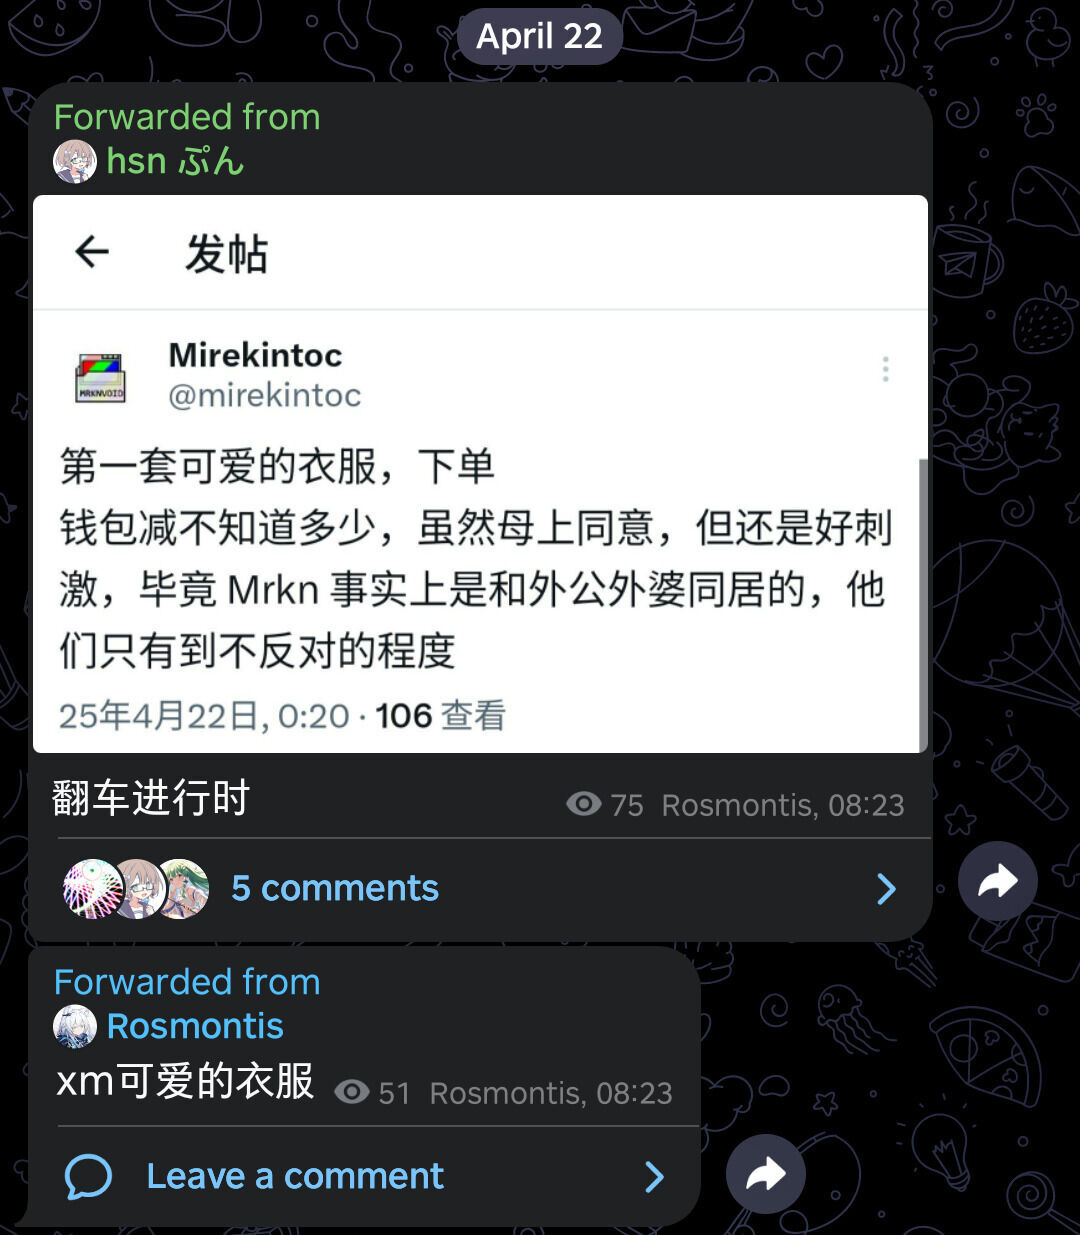 April 22
Forwarded from
hsn ぷん
发帖
Mirekintoc
@mirekintoc
MRKNVOID
第一套可爱的衣服，下单
钱包减不知道多少，虽然母上同意，但还是好刺
激，毕竟 Mrkn 事实上是和外公外婆同居的，他
们只有到不反对的程度
25年4月22日, 0:20 · 106 查看
翻车进行时
75 Rosmontis, 08:23
5 comments
Forwarded from
Rosmontis
xm可爱的衣服
51 Rosmontis, 08:23
Leave a comment